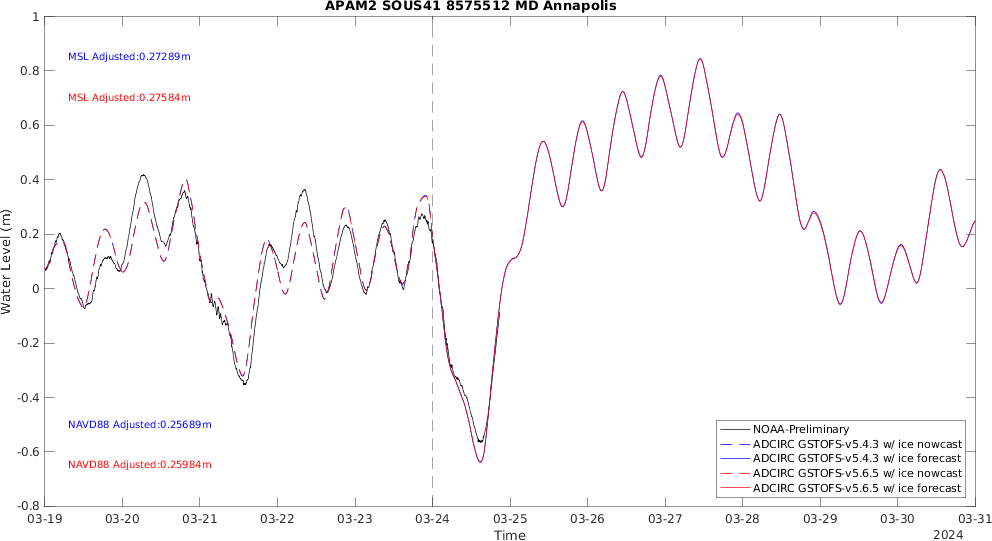 APAM2 SOUS41 8575512 MD Annapolis
1
0.8
0.6
0.4
0.2
0
-0.2
-0.4
-0.6
-0.8
Water Level (m)
MSL Adjusted:0.27289m
MSL Adjusted:0.27584m
NAVD88 Adjusted:0.25689m
NAVD88 Adjusted:0.25984m
NOAA-Preliminary
ADCIRC GSTOFS-v5.4.3 w/ ice nowcast
ADCIRC GSTOFS-v5.4.3 w/ ice forecast
ADCIRC GSTOFS-v5.6.5 w/ ice nowcast
ADCIRC GSTOFS-v5.6.5 w/ ice forecast
03-19 03-20 03-21 03-22 03-23 03-24 03-25 03-26 03-27 03-28 03-29 03-30 03-31
Time
2024